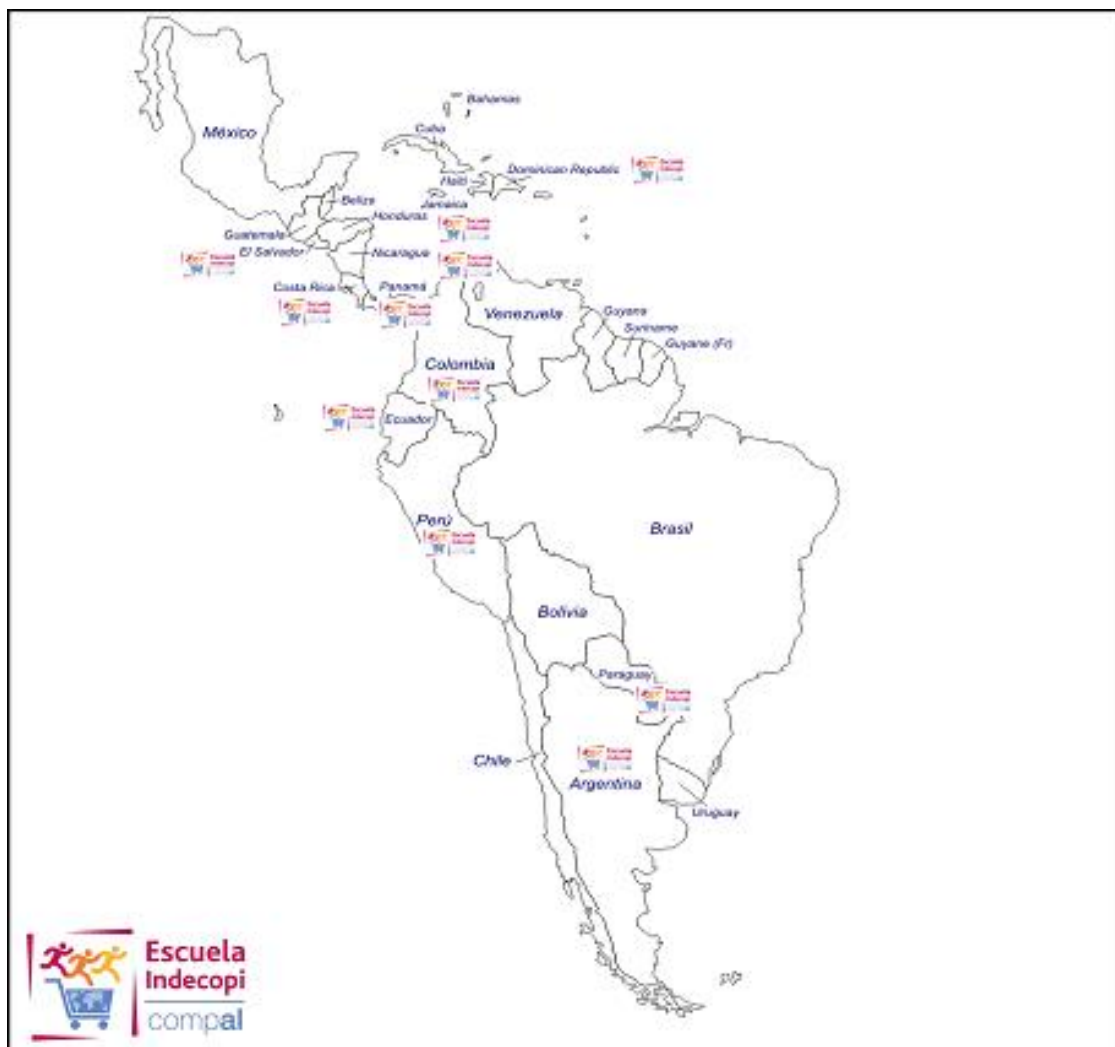 Bahamas
Cuba
México
Dominican Republic
Haiti
Belize
Jamaica
Honduras
Guatemala
El Salvador
Nicaragua
Costa Rica
Panamá
Venezuela
Guyana
Suriname
Guyane (Fr)
Colombia
Ecuador
Perú
Brasil
Bolivia
Paraguay
Chile
Argentina
Uruguay
Escuela
Indecopi
compal